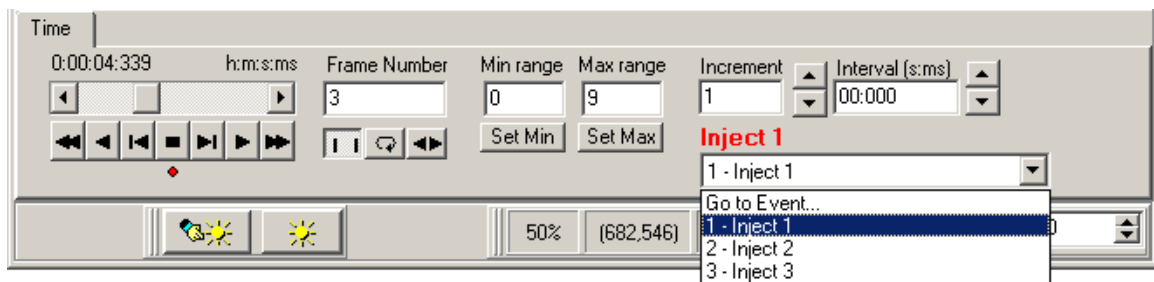 Time
0:00:04:339 h:m:s:ms Frame Number Min range Max range Increment Interval (s:ms)
3 0 9 1 00:000
Set Min Set Max Inject 1
1 - Inject 1
Go to Event...
50% (682,546) 1 - Inject 1
2 - Inject 2
3 - Inject 3